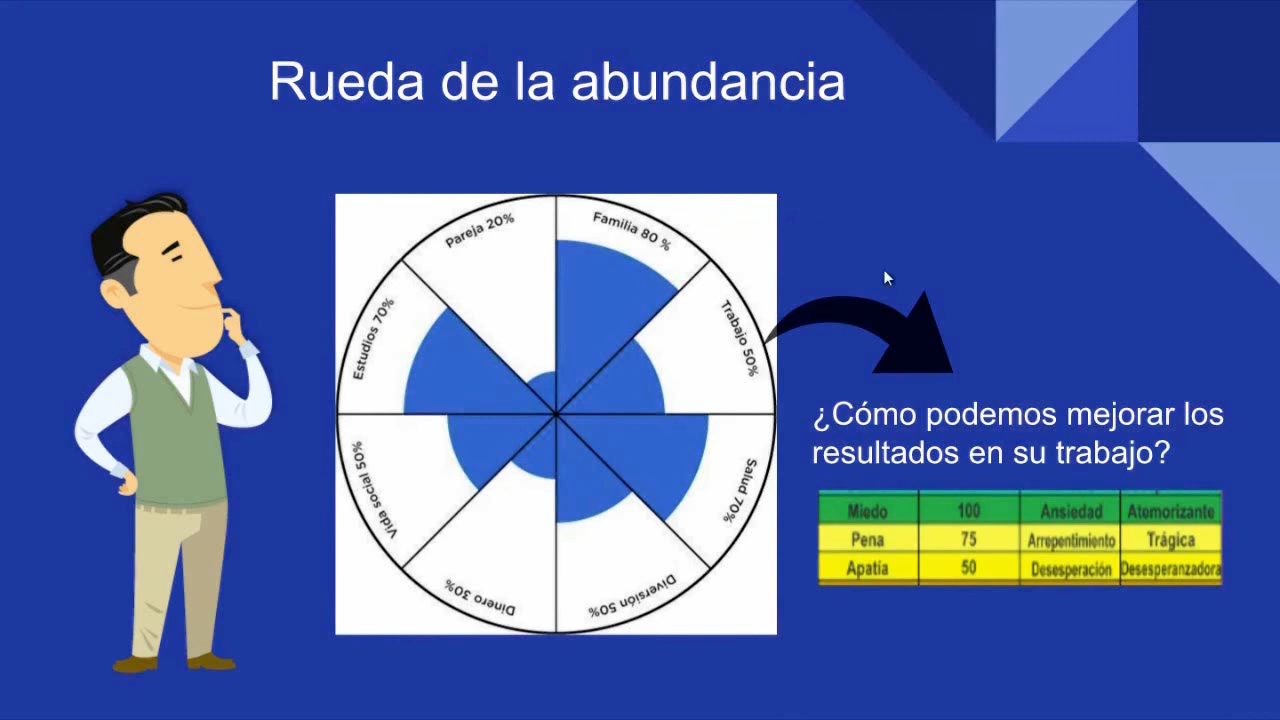 Rueda de la abundancia
Pareja 20%
Familia 80 %
Estudios 70%
Trabajo 50%
Vida social 50%
Salud 70%
Dinero 30%
Diversión 50%
¿Cómo podemos mejorar los
resultados en su trabajo?
Miedo 100 Ansiedad Atemorizante
Pena 75 Arrepentimiento Trágica
Apatía 50 Desesperación Desesperanzadora